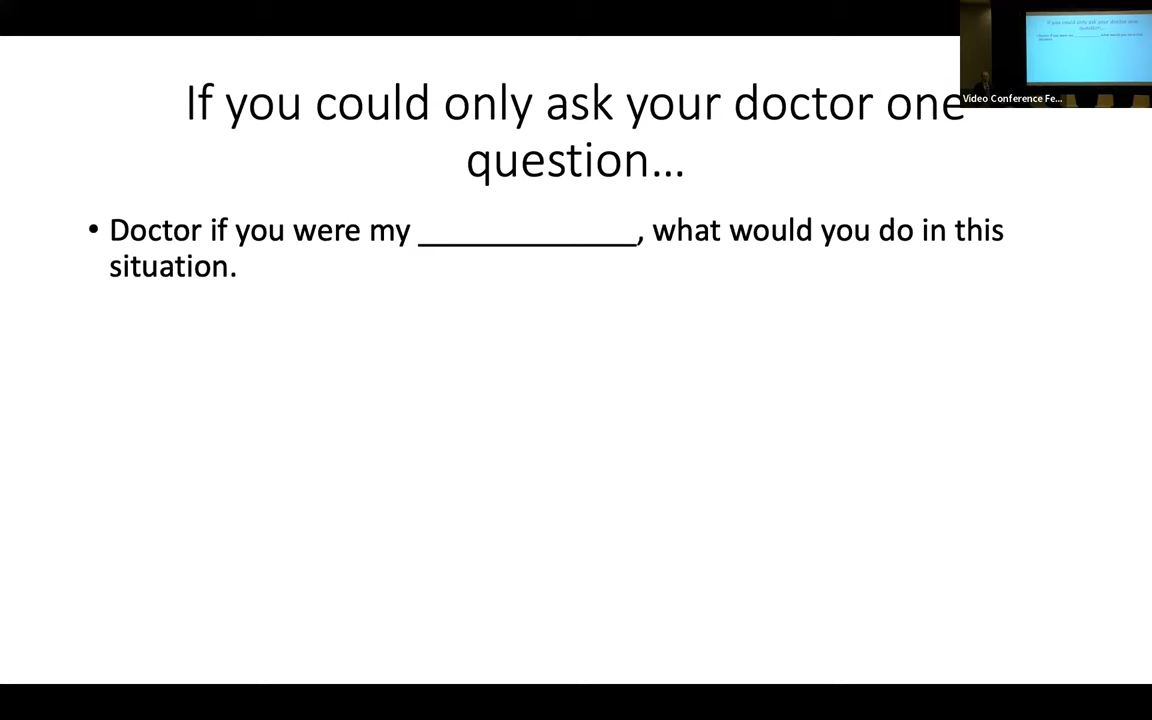 If you could only ask your doctor one
question...
• Doctor if you were my _____________, what would you do in this
situation.
Video Conference Fe...